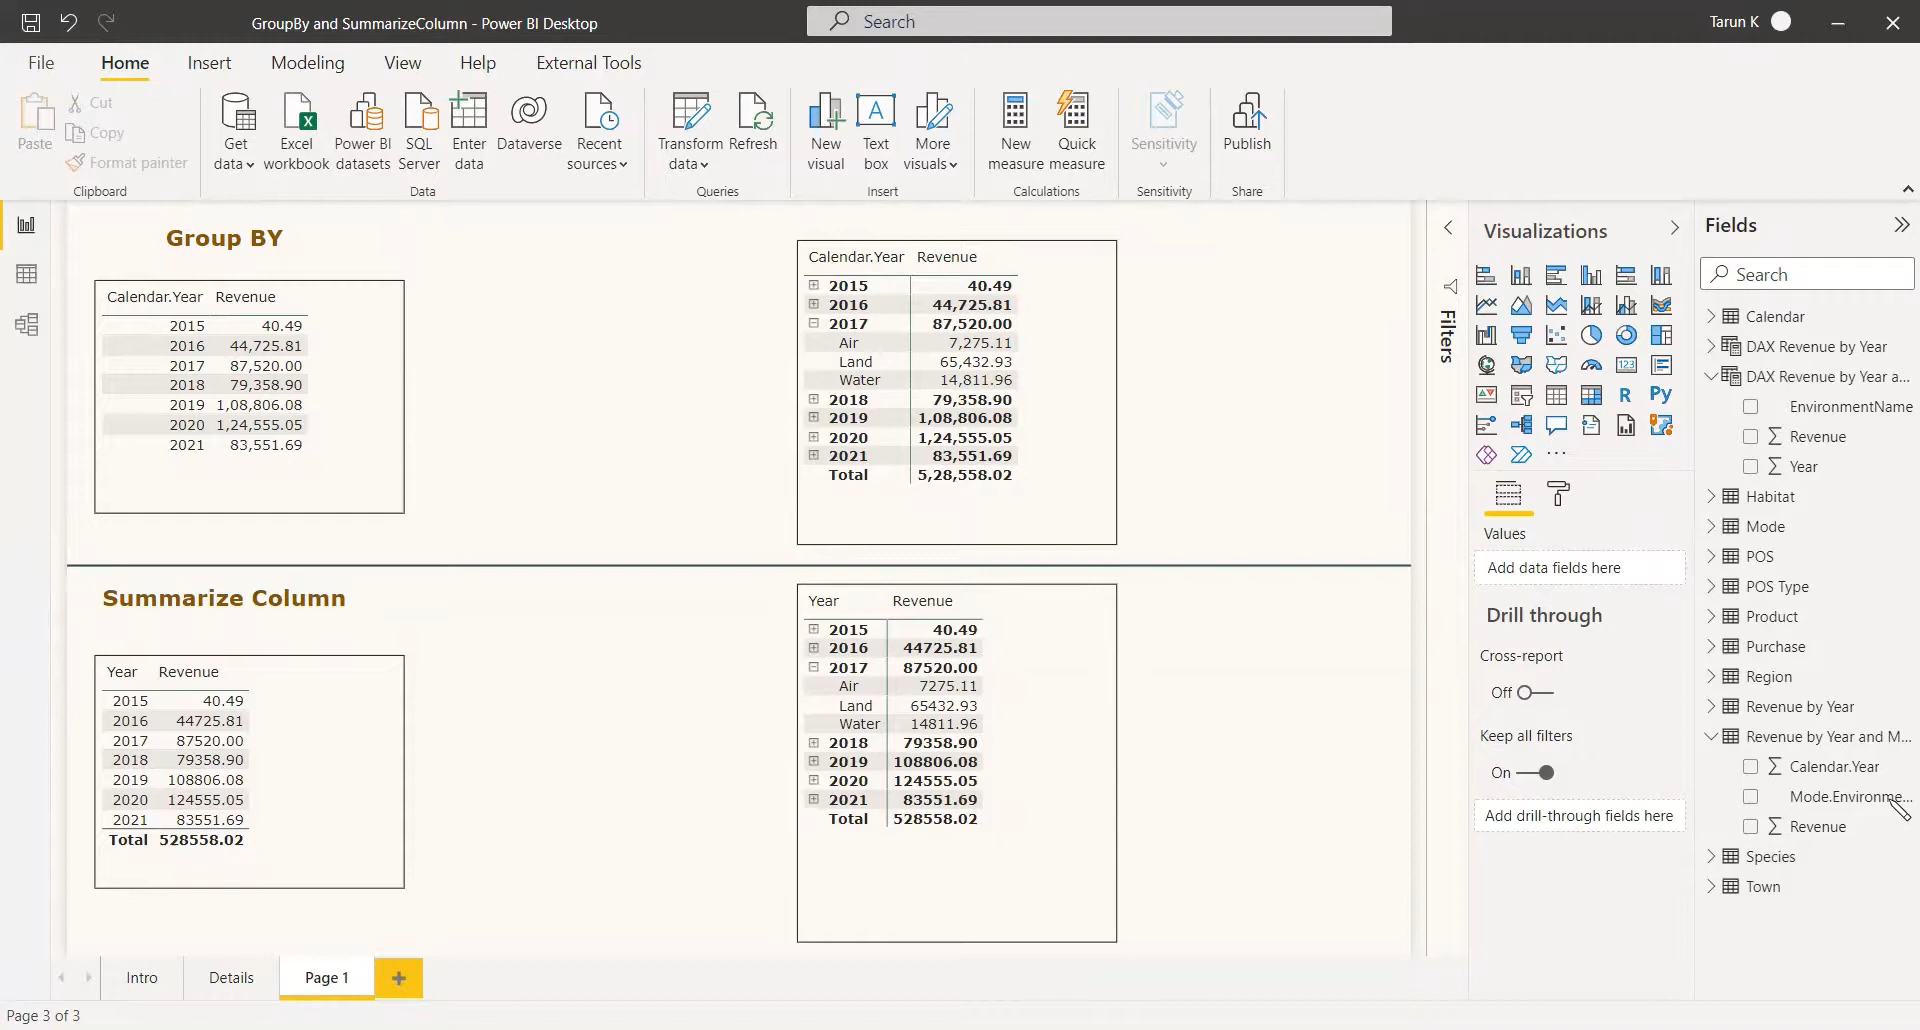 GroupBy and SummarizeColumn - Power BI Desktop
Search
Tarun K
File Home Insert Modeling View Help External Tools
Paste
Cut
Copy
Format painter
Clipboard
Get data
Excel workbook
Power BI datasets
SQL Server
Enter data
Dataverse
Recent sources
Data
Transform data
Refresh
Queries
New visual
Text box
More visuals
Insert
New measure
Quick measure
Calculations
Sensitivity
Sensitivity
Publish
Share
Group BY
Calendar.Year Revenue
2015 40.49
2016 44,725.81
2017 87,520.00
2018 79,358.90
2019 1,08,806.08
2020 1,24,555.05
2021 83,551.69
Calendar.Year Revenue
2015 40.49
2016 44,725.81
2017 87,520.00
Air 7,275.11
Land 65,432.93
Water 14,811.96
2018 79,358.90
2019 1,08,806.08
2020 1,24,555.05
2021 83,551.69
Total 5,28,558.02
Summarize Column
Year Revenue
2015 40.49
2016 44725.81
2017 87520.00
2018 79358.90
2019 108806.08
2020 124555.05
2021 83551.69
Total 528558.02
Year Revenue
2015 40.49
2016 44725.81
2017 87520.00
Air 7275.11
Land 65432.93
Water 14811.96
2018 79358.90
2019 108806.08
2020 124555.05
2021 83551.69
Total 528558.02
Filters
Visualizations
123
R
Py
...
Values
Add data fields here
Drill through
Cross-report
Off
Keep all filters
On
Add drill-through fields here
Fields
Search
Calendar
DAX Revenue by Year
DAX Revenue by Year a...
EnvironmentName
Revenue
Year
Habitat
Mode
POS
POS Type
Product
Purchase
Region
Revenue by Year
Revenue by Year and M...
Calendar.Year
Mode.Environme...
Revenue
Species
Town
Intro
Details
Page 1
Page 3 of 3